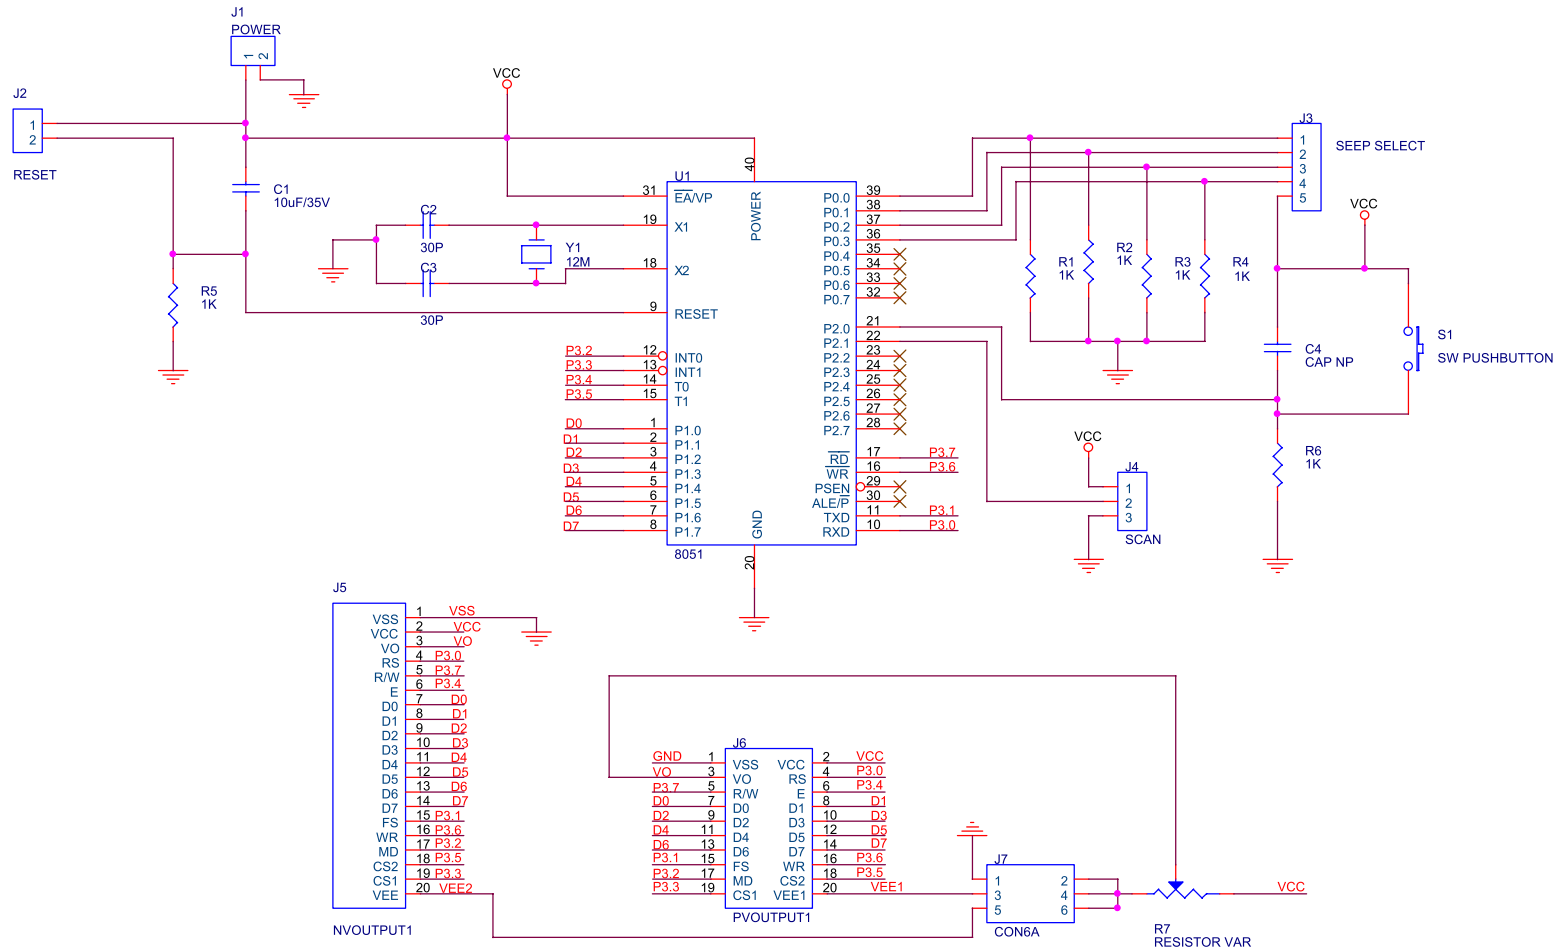 J1
POWER
1 2
J2
1
2
RESET
VCC
C1
10uF/35V
C2
30P
C3
30P
Y1
12M
R5
1K
U1
40
POWER
31 EA/VP
19 X1
18 X2
9 RESET
P3.2 12 INT0
P3.3 13 INT1
P3.4 14 T0
P3.5 15 T1
D0 1 P1.0
D1 2 P1.1
D2 3 P1.2
D3 4 P1.3
D4 5 P1.4
D5 6 P1.5
D6 7 P1.6
D7 8 P1.7
P0.0 39
P0.1 38
P0.2 37
P0.3 36
P0.4 35
P0.5 34
P0.6 33
P0.7 32
P2.0 21
P2.1 22
P2.2 23
P2.3 24
P2.4 25
P2.5 26
P2.6 27
P2.7 28
RD 17 P3.7
WR 16 P3.6
PSEN 29
ALE/P 30
TXD 11 P3.1
RXD 10 P3.0
GND
20
8051
J3
1
2
3
4
5
SEEP SELECT
R1
1K
R2
1K
R3
1K
R4
1K
VCC
C4
CAP NP
S1
SW PUSHBUTTON
R6
1K
VCC
J4
1
2
3
SCAN
J5
VSS 1 VSS
VCC 2 VCC
VO 3 VO
RS 4 P3.0
R/W 5 P3.7
E 6 P3.4
D0 7 D0
D1 8 D1
D2 9 D2
D3 10 D3
D4 11 D4
D5 12 D5
D6 13 D6
D7 14 D7
FS 15 P3.1
WR 16 P3.6
MD 17 P3.2
CS2 18 P3.5
CS1 19 P3.3
VEE 20 VEE2
NVOUTPUT1
J6
GND 1 VSS VCC 2 VCC
VO 3 VO RS 4 P3.0
P3.7 5 R/W E 6 P3.4
D0 7 D0 D1 8 D1
D2 9 D2 D3 10 D3
D4 11 D4 D5 12 D5
D6 13 D6 D7 14 D7
P3.1 15 FS WR 16 P3.6
P3.2 17 MD CS2 18 P3.5
P3.3 19 CS1 VEE1 20 VEE1
PVOUTPUT1
J7
1 2
3 4
5 6
CON6A
VCC
R7
RESISTOR VAR